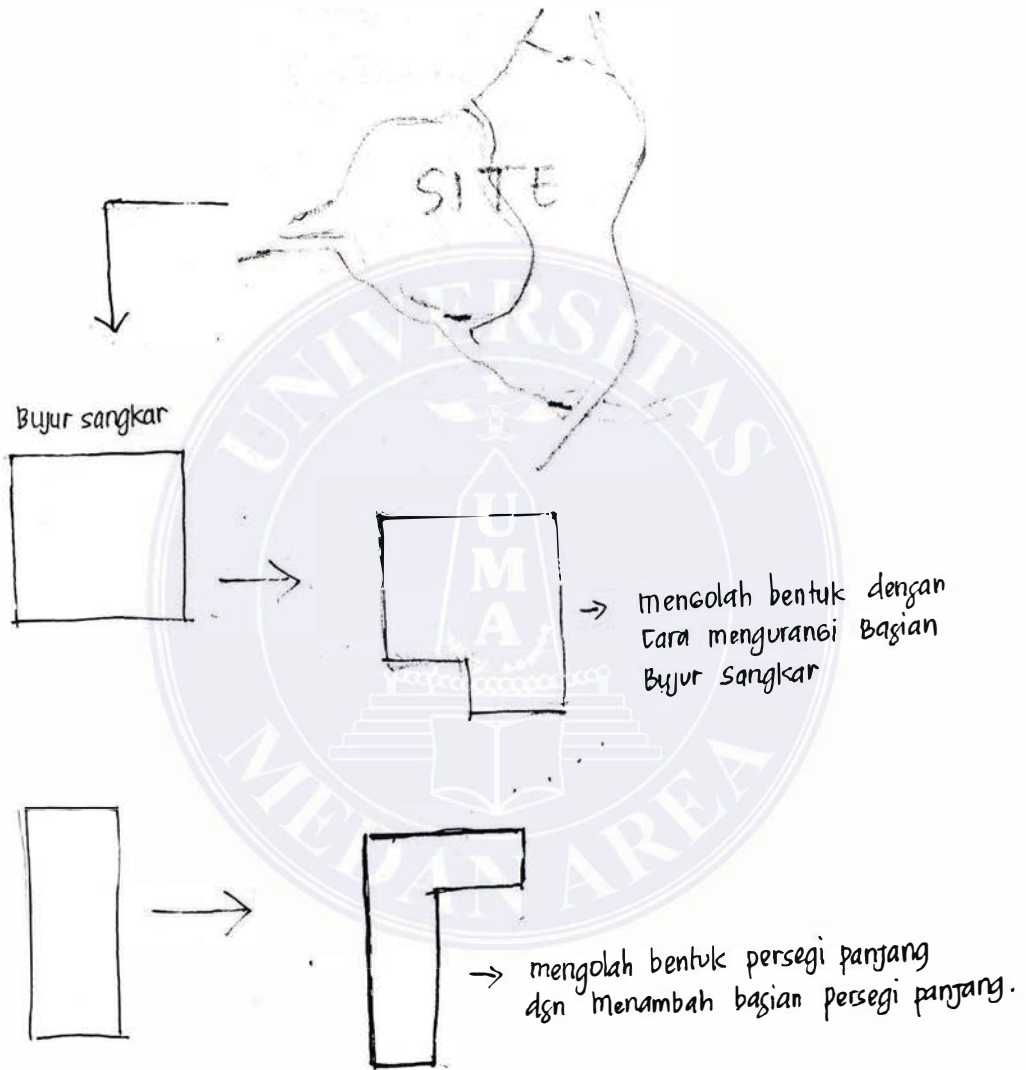 SITE
Bujur sangkar
mengolah bentuk dengan
Cara mengurangi Bagian
Bujur Sangkar
mengolah bentuk persegi panjang
dgn Menambah bagian persegi panjang.
UNIVERSITAS
UMA
MEDAN AREA